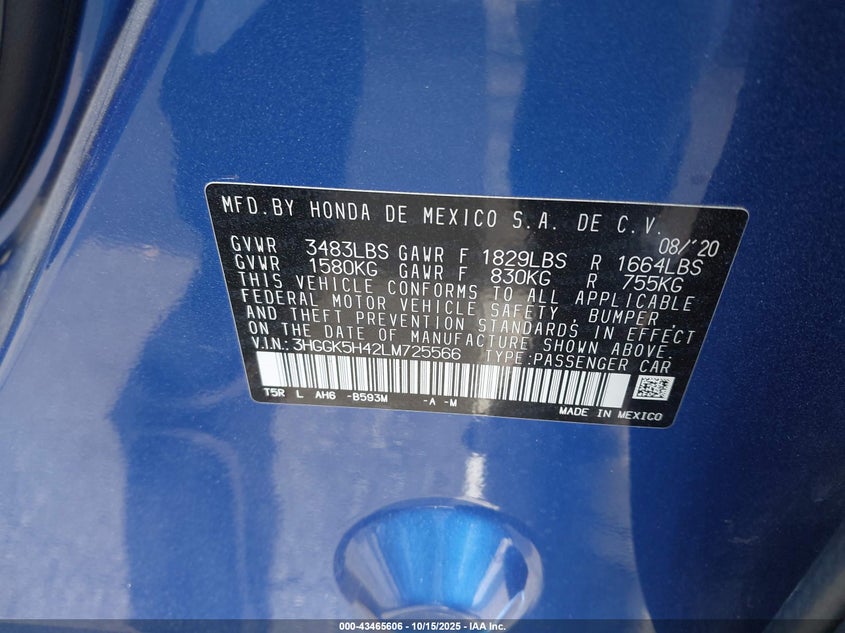 MFD.BY HONDA DE MEXICO S.A. DE C.V.
08/'20
GVWR 3483LBS GAWR F 1829LBS R 1664LBS
GVWR 1580KG GAWR F 830KG R 755KG
THIS VEHICLE CONFORMS TO ALL APPLICABLE
FEDERAL MOTOR VEHICLE SAFETY, BUMPER,
AND THEFT PREVENTION STANDARDS IN EFFECT
ON THE DATE OF MANUFACTURE SHOWN ABOVE.
V.I.N.: 3HGGK5H42LM725566 TYPE:PASSENGER CAR
T5R L AH6 -B593M -A -M
MADE IN MEXICO
000-43465606 - 10/15/2025 - IAA Inc.